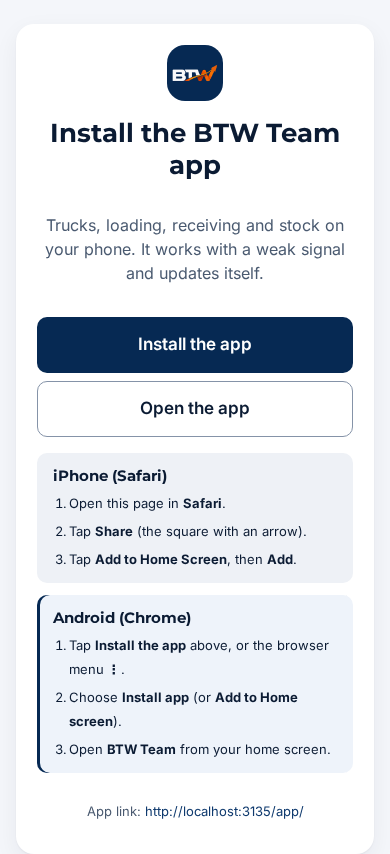 BTW
Install the BTW Team
app
Trucks, loading, receiving and stock on
your phone. It works with a weak signal
and updates itself.
Install the app
Open the app
iPhone (Safari)
1. Open this page in Safari.
2. Tap Share (the square with an arrow).
3. Tap Add to Home Screen, then Add.
Android (Chrome)
1. Tap Install the app above, or the browser
menu ⋮ .
2. Choose Install app (or Add to Home
screen).
3. Open BTW Team from your home screen.
App link: http://localhost:3135/app/